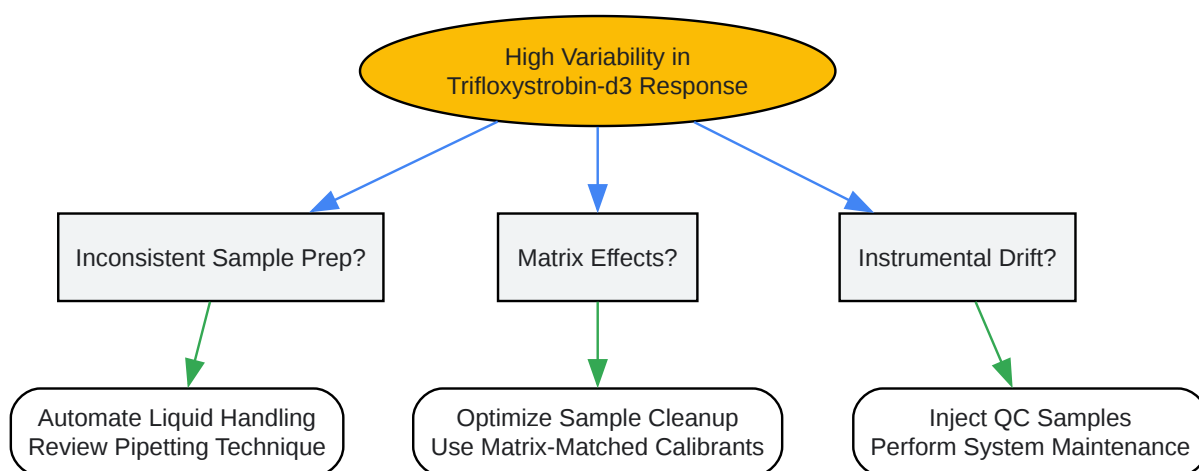 High Variability in
Trifloxystrobin-d3 Response
Inconsistent Sample Prep?
Matrix Effects?
Instrumental Drift?
Automate Liquid Handling
Review Pipetting Technique
Optimize Sample Cleanup
Use Matrix-Matched Calibrants
Inject QC Samples
Perform System Maintenance